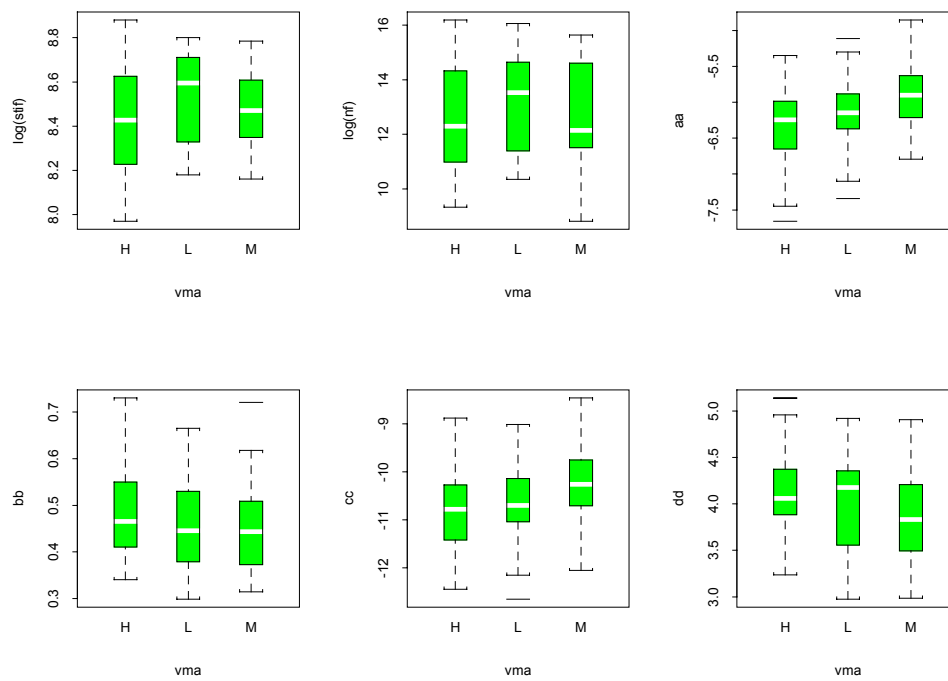 log(stif)
8.8
8.6
8.4
8.2
8.0
H L M
vma
log(nf)
16
14
12
10
H L M
vma
aa
-5.5
-6.5
-7.5
H L M
vma
bb
0.7
0.6
0.5
0.4
0.3
H L M
vma
cc
-9
-10
-11
-12
H L M
vma
dd
5.0
4.5
4.0
3.5
3.0
H L M
vma